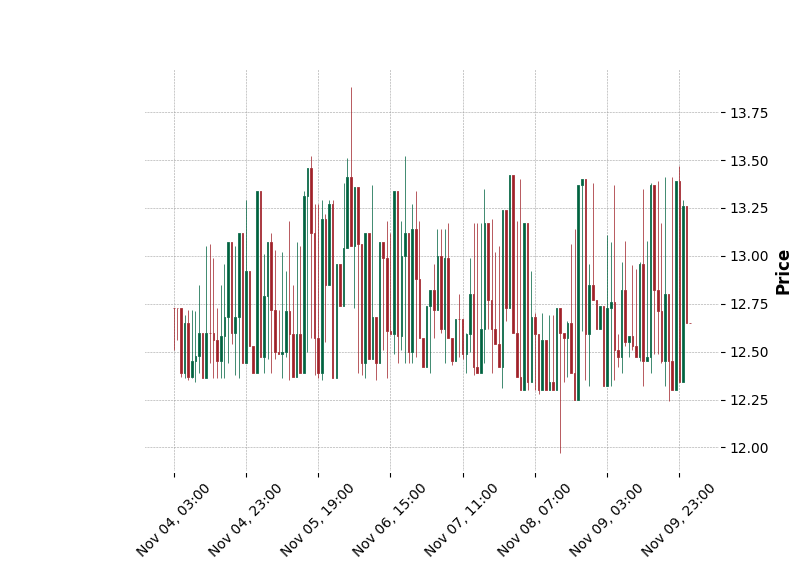 13.75
13.50
13.25
13.00
12.75
12.50
12.25
12.00
Price
Nov 04, 03:00
Nov 04, 23:00
Nov 05, 19:00
Nov 06, 15:00
Nov 07, 11:00
Nov 08, 07:00
Nov 09, 03:00
Nov 09, 23:00